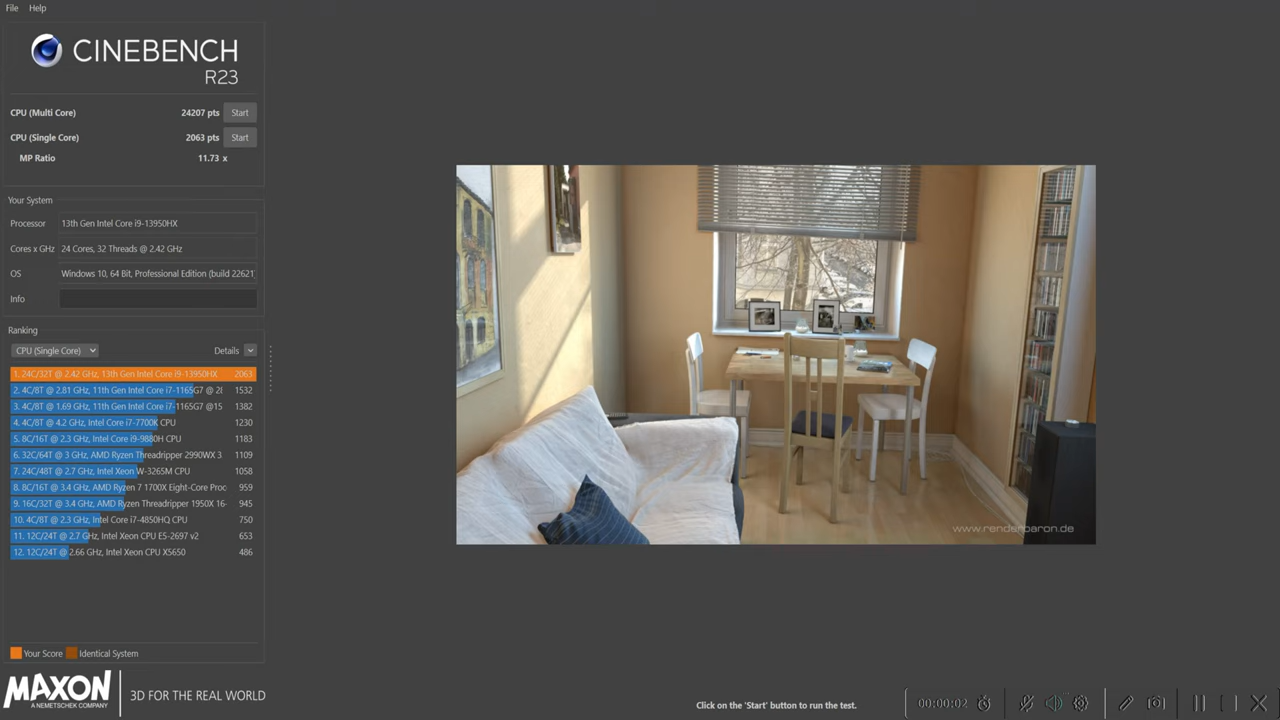 File Help
CINEBENCH
R23
CPU (Multi Core) 24207 pts Start
CPU (Single Core) 2063 pts Start
MP Ratio 11.73 x
Your System
Processor 13th Gen Intel Core i9-13950HX
Cores x GHz 24 Cores, 32 Threads @ 2.42 GHz
OS Windows 10, 64 Bit, Professional Edition (build 22621
Info
Ranking
CPU (Single Core) Details
1. 24C/32T @ 2.42 GHz, 13th Gen Intel Core i9-13950HX 2063
2. 4C/8T @ 2.81 GHz, 11th Gen Intel Core i7-1165G7 @ 28 1532
3. 4C/8T @ 1.69 GHz, 11th Gen Intel Core i7-1165G7 @15 1382
4. 4C/8T @ 4.2 GHz, Intel Core i7-7700K CPU 1230
5. 8C/16T @ 2.3 GHz, Intel Core i9-9880H CPU 1183
6. 32C/64T @ 3 GHz, AMD Ryzen Threadripper 2990WX 3 1109
7. 24C/48T @ 2.7 GHz, Intel Xeon W-3265M CPU 1058
8. 8C/16T @ 3.4 GHz, AMD Ryzen 7 1700X Eight-Core Proc 959
9. 16C/32T @ 3.4 GHz, AMD Ryzen Threadripper 1950X 16- 945
10. 4C/8T @ 2.3 GHz, Intel Core i7-4850HQ CPU 750
11. 12C/24T @ 2.7 GHz, Intel Xeon CPU E5-2697 v2 653
12. 12C/24T @ 2.66 GHz, Intel Xeon CPU X5650 486
www.renderbaron.de
Your Score Identical System
MAXON
A NEMETSCHEK COMPANY
3D FOR THE REAL WORLD
Click on the 'Start' button to run the test.
00:00:02